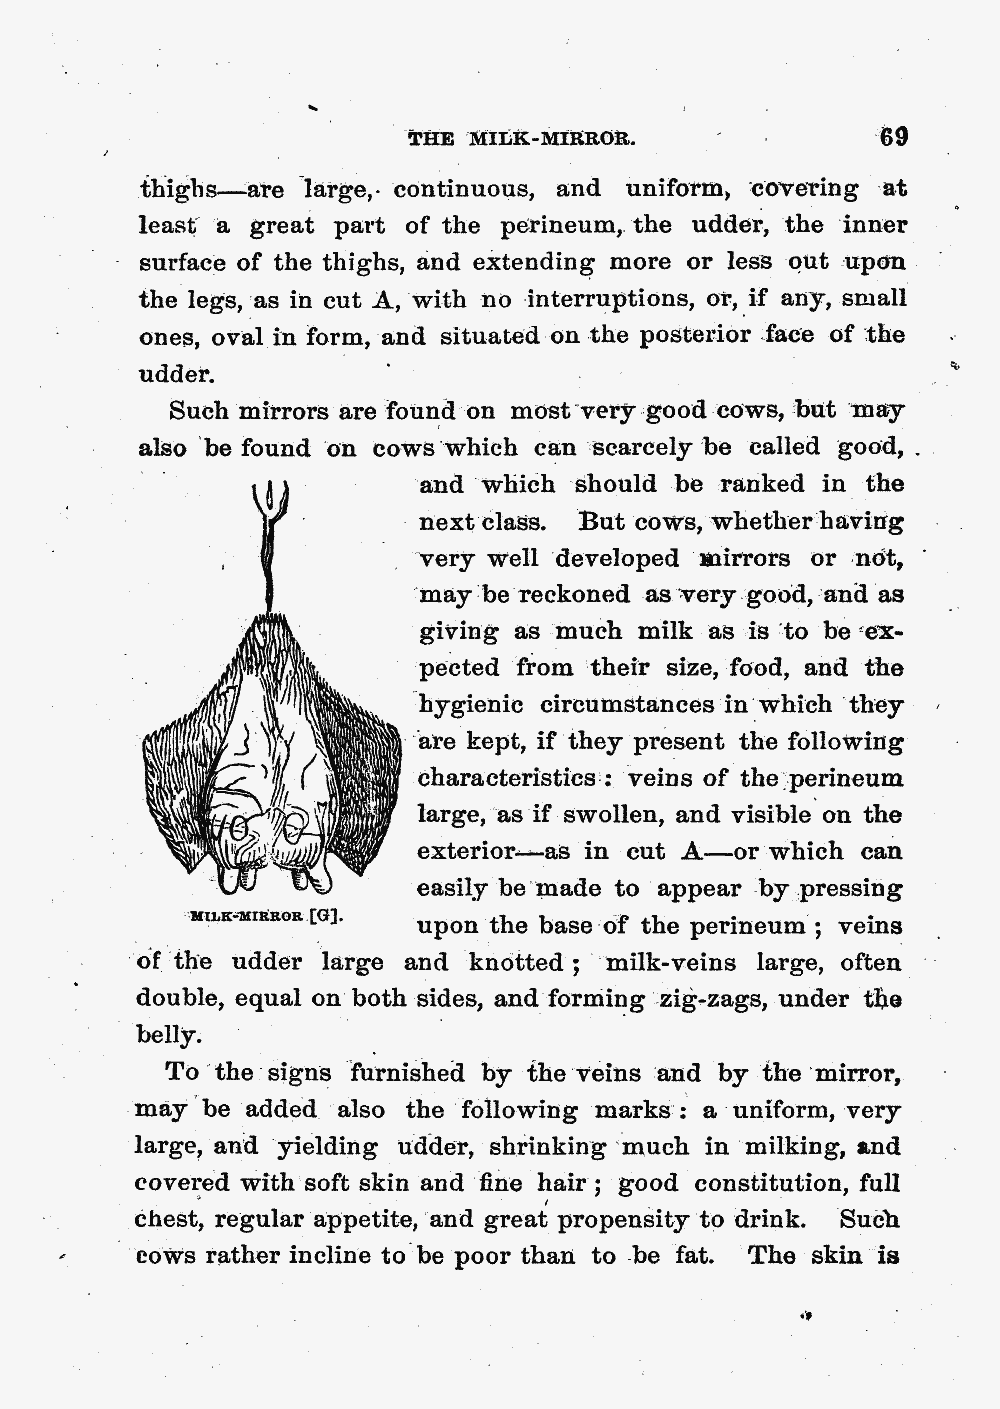 THE MILK-MIRROR. 69
thighs—are large, continuous, and uniform, covering at
least a great part of the perineum, the udder, the inner
surface of the thighs, and extending more or less out upon
the legs, as in cut A, with no interruptions, or, if any, small
ones, oval in form, and situated on the posterior face of the
udder.
Such mirrors are found on most very good cows, but may
also be found on cows which can scarcely be called good,
and which should be ranked in the
next class. But cows, whether having
very well developed mirrors or not,
may be reckoned as very good, and as
giving as much milk as is to be ex-
pected from their size, food, and the
hygienic circumstances in which they
are kept, if they present the following
characteristics: veins of the perineum
large, as if swollen, and visible on the
exterior—as in cut A—or which can
easily be made to appear by pressing
upon the base of the perineum; veins
MILK-MIRROR [G].
of the udder large and knotted; milk-veins large, often
double, equal on both sides, and forming zig-zags, under the
belly.
To the signs furnished by the veins and by the mirror,
may be added also the following marks: a uniform, very
large, and yielding udder, shrinking much in milking, and
covered with soft skin and fine hair; good constitution, full
chest, regular appetite, and great propensity to drink. Such
cows rather incline to be poor than to be fat. The skin is